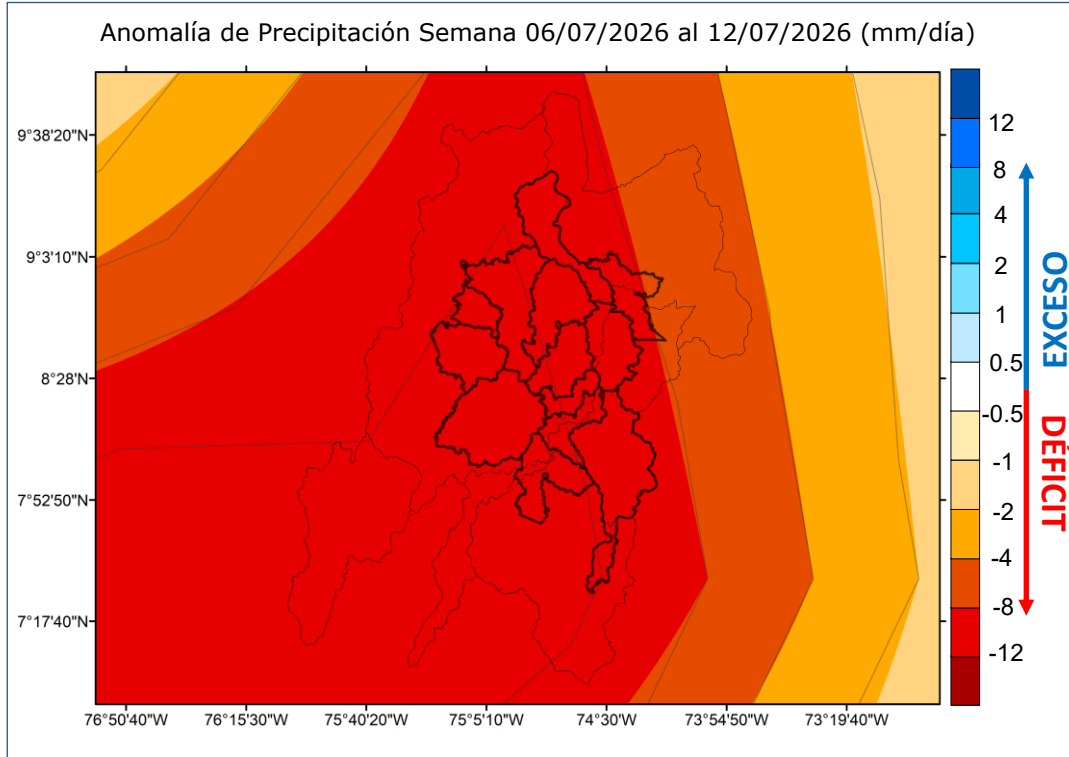 Anomalía de Precipitación Semana 06/07/2026 al 12/07/2026 (mm/día)
9°38'20"N
9°3'10"N
8°28'N
7°52'50"N
7°17'40"N
76°50'40"W
76°15'30"W
75°40'20"W
75°5'10"W
74°30'W
73°54'50"W
73°19'40"W
12
8
4
2
1
0.5
-0.5
-1
-2
-4
-8
-12
EXCESO
DÉFICIT